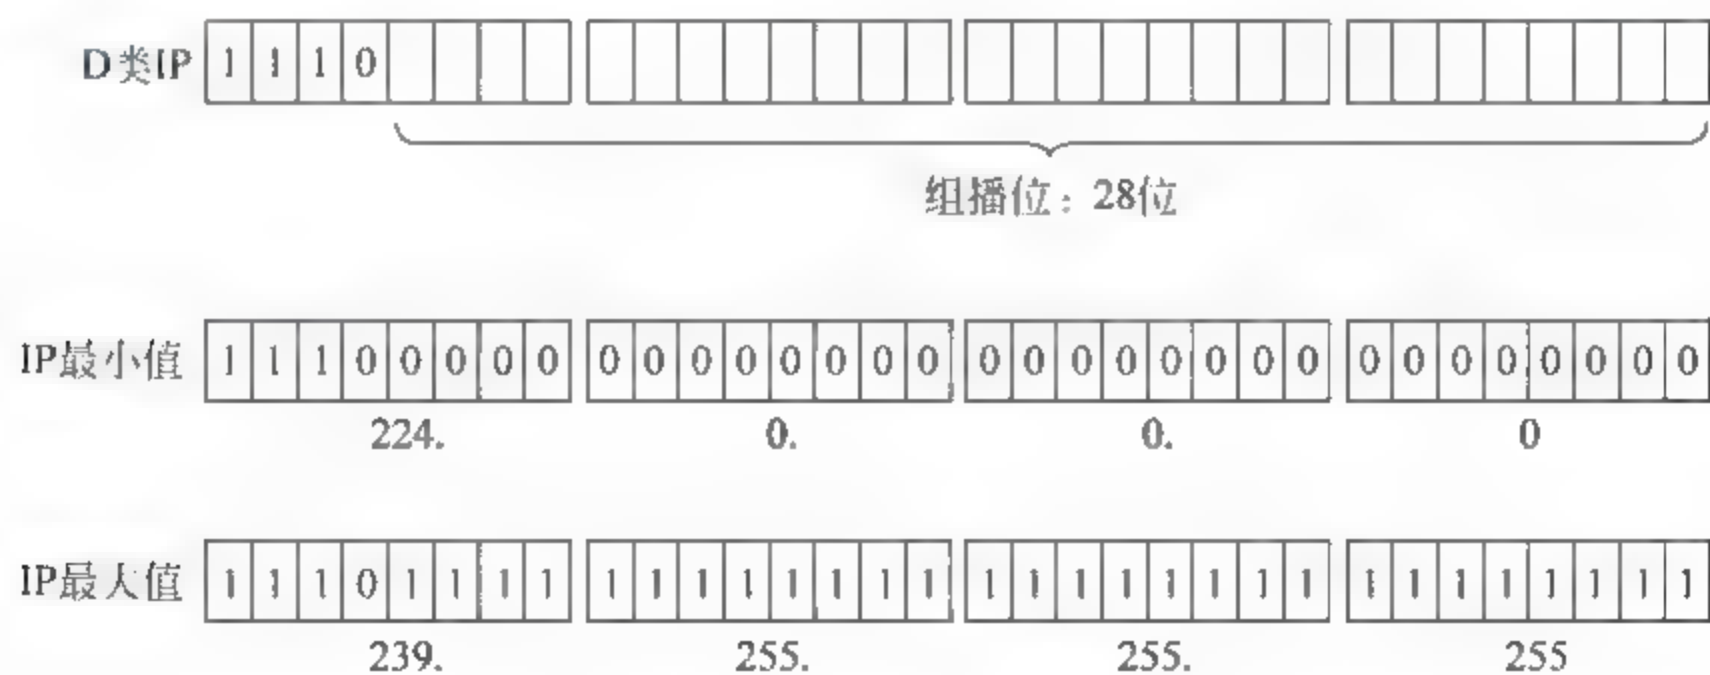 D类IP 1 1 1 0
组播位：28位
IP最小值 1 1 1 0 0 0 0 0 0 0 0 0 0 0 0 0 0 0 0 0 0 0 0 0 0 0 0 0 0 0 0 0
224. 0. 0. 0
IP最大值 1 1 1 0 1 1 1 1 1 1 1 1 1 1 1 1 1 1 1 1 1 1 1 1 1 1 1 1 1 1 1 1
239. 255. 255. 255